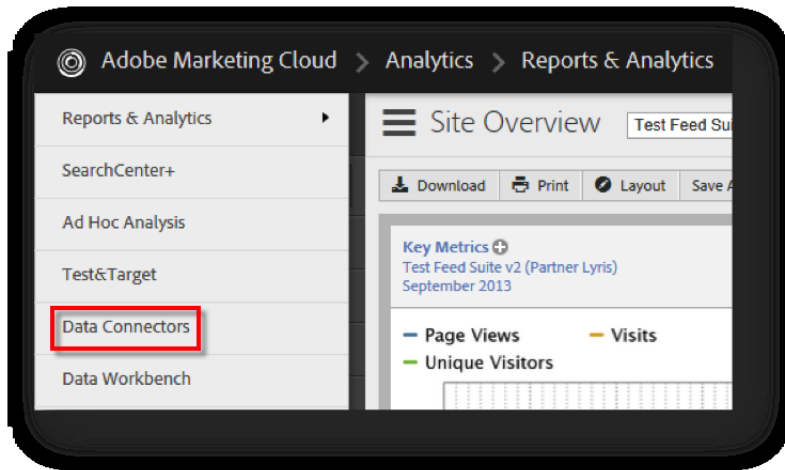 Adobe Marketing Cloud > Analytics > Reports & Analytics
Reports & Analytics
SearchCenter+
Ad Hoc Analysis
Test&Target
Data Connectors
Data Workbench
Site Overview
Test Feed Sui
Download Print Layout Save A
Key Metrics
Test Feed Suite v2 (Partner Lyris)
September 2013
Page Views Visits
Unique Visitors